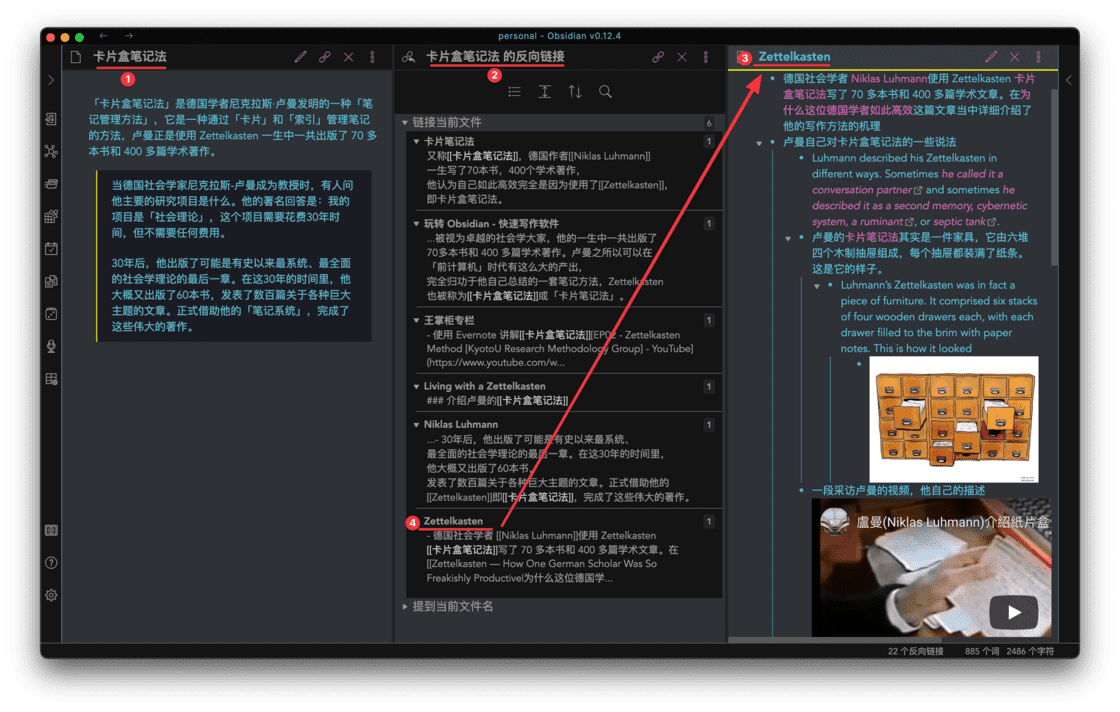 personal - Obsidian v0.12.4
卡片盒笔记法
1
「卡片盒笔记法」是德国学者尼克拉斯·卢曼发明的一种「笔
记管理方法」，它是一种通过「卡片」和「索引」管理笔记
的方法，卢曼正是使用 Zettelkasten 一生中一共出版了 70 多
本书和 400 多篇学术著作。
当德国社会学家尼克拉斯-卢曼成为教授时，有人问
他主要的研究项目是什么。他的著名回答是：我的
项目是「社会理论」，这个项目需要花费30年时
间，但不需要任何费用。
30年后，他出版了可能是有史以来最系统、最全面
的社会学理论的最后一章。在这30年的时间里，他
大概又出版了60本书，发表了数百篇关于各种巨大
主题的文章。正式借助他的「笔记系统」，完成了
这些伟大的著作。
卡片盒笔记法 的反向链接
2
链接当前文件
6
卡片笔记法
1
又称[[卡片盒笔记法]]，德国作者[[Niklas Luhmann]]
一生写了70本书，400个学术著作，
他认为自己如此高效完全是因为使用了[[Zettelkasten]]，
即卡片盒笔记法。
玩转 Obsidian - 快速写作软件
1
...被视为卓越的社会学大家，他的一生中一共出版了
70多本书和 400 多篇学术著作。卢曼之所以可以在
「前计算机」时代有这么大的产出，
完全归功于他自己总结的一套笔记方法，Zettelkasten
也被称为[[卡片盒笔记法]]或「卡片笔记法」。
王掌柜专栏
1
- 使用 Evernote 讲解[[卡片盒笔记法]][EP02 - Zettelkasten
Method [KyotoU Research Methodology Group] - YouTube]
(https://www.youtube.com/w...
Living with a Zettelkasten
1
### 介绍卢曼的[[卡片盒笔记法]]
Niklas Luhmann
1
...- 30年后，他出版了可能是有史以来最系统、
最全面的社会学理论的最后一章。在这30年的时间里，
他大概又出版了60本书，
发表了数百篇关于各种巨大主题的文章。正式借助他的
[[Zettelkasten]]即[[卡片盒笔记法]]，完成了这些伟大的著作。
4
Zettelkasten
1
- 德国社会学者 [[Niklas Luhmann]]使用 Zettelkasten
[[卡片盒笔记法]]写了 70 多本书和 400 多篇学术文章。在
[[Zettelkasten — How One German Scholar Was So
Freakishly Productive|为什么这位德国学...
提到当前文件名
3
Zettelkasten
德国社会学者 Niklas Luhmann使用 Zettelkasten 卡片
盒笔记法写了 70 多本书和 400 多篇学术文章。在为
什么这位德国学者如此高效这篇文章当中详细介绍了
他的写作方法的机理
卢曼自己对卡片盒笔记法的一些说法
Luhmann described his Zettelkasten in
different ways. Sometimes he called it a
conversation partner and sometimes he
described it as a second memory, cybernetic
system, a ruminant, or septic tank.
卢曼的卡片笔记法其实是一件家具，它由六堆
四个木制抽屉组成，每个抽屉都装满了纸条。
这是它的样子。
Luhmann's Zettelkasten was in fact a
piece of furniture. It comprised six stacks
of four wooden drawers each, with each
drawer filled to the brim with paper
notes. This is how it looked
一段采访卢曼的视频，他自己的描述
盧曼(Niklas Luhmann)介紹紙片盒
22 个反向链接
885 个词
2486 个字符